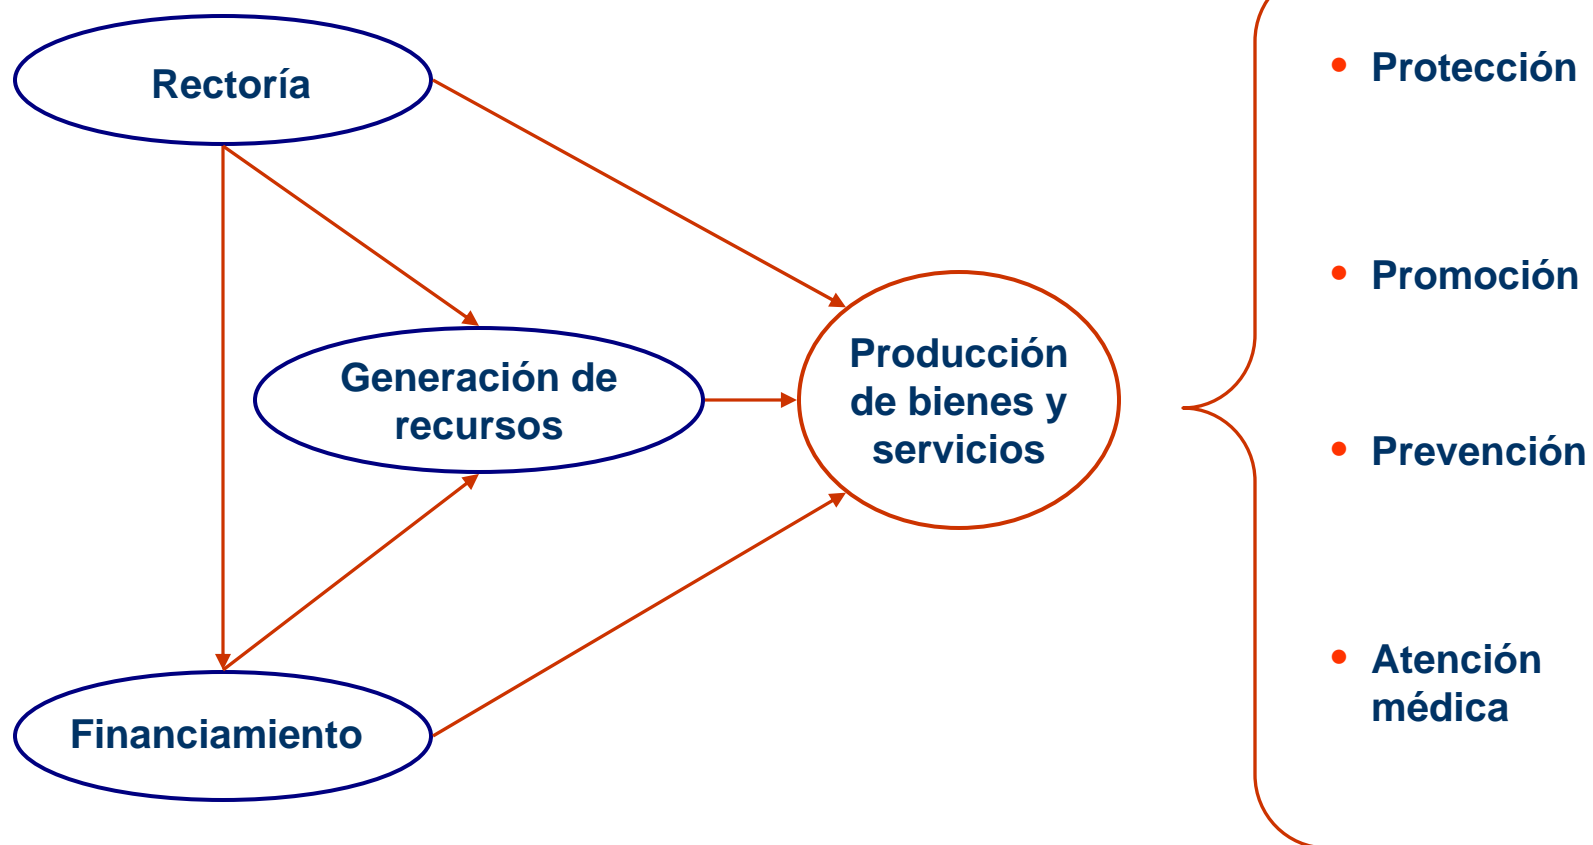 Rectoría
Generación de
recursos
Financiamiento
Producción
de bienes y
servicios
• Protección
• Promoción
• Prevención
• Atención
médica